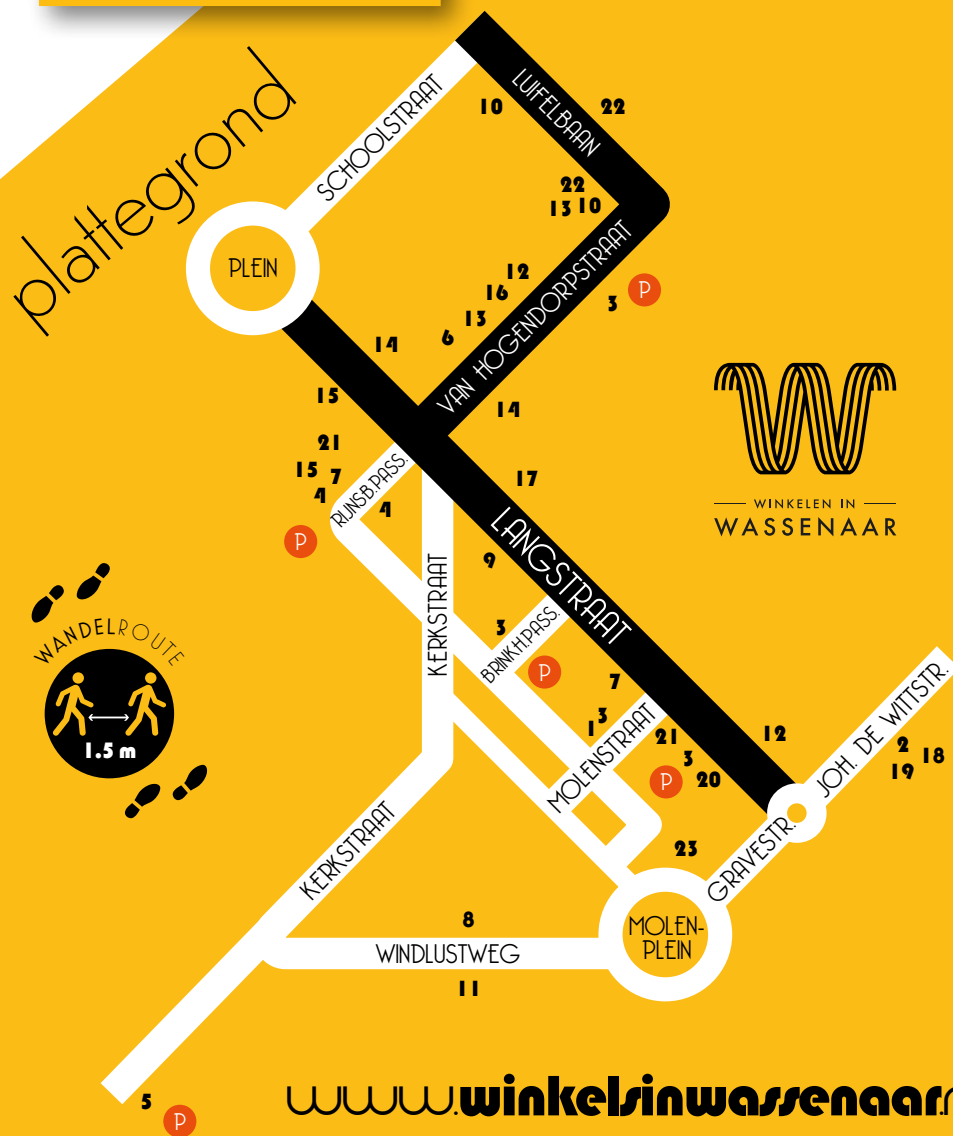 plattegrond
LUIFELBAAN
10
22
SCHOOLSTRAAT
22
13 10
PLEIN
VAN HOGENDORPSTRAAT
12
16
13
6
3
P
14
15
14
21
15 7
4
RIJNSB.PASS.
4
P
17
LANGSTRAAT
9
KERKSTRAAT
3
BRINKH.PASS.
P
7
3
1
MOLENSTRAAT
21
3
20
P
12
JOH. DE WITTSTR.
2
18
19
GRAVESTR.
23
MOLEN-
PLEIN
KERKSTRAAT
8
WINDLUSTWEG
11
5
P
W
WINKELEN IN
WASSENAAR
WANDELROUTE
1.5 m
www.winkelsinwassenaar.